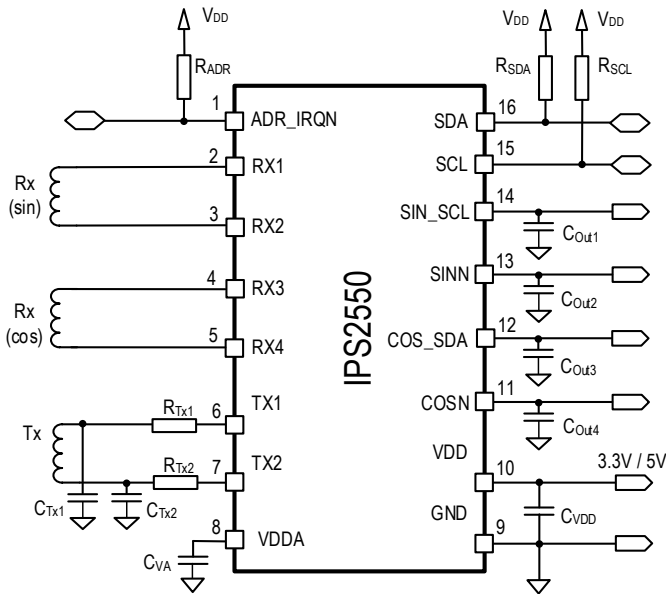 VDD
VDD
VDD
RADR
RSDA
RSCL
1
ADR_IRQN
16
SDA
2
RX1
15
SCL
Rx
(sin)
3
RX2
14
SIN_SCL
COut1
4
RX3
13
SINN
COut2
Rx
(cos)
5
RX4
12
COS_SDA
COut3
IPS2550
RTx1
6
TX1
11
COSN
COut4
Tx
RTx2
7
TX2
VDD
10
3.3V / 5V
CTx1
CTx2
CVDD
8
VDDA
GND
9
CVA